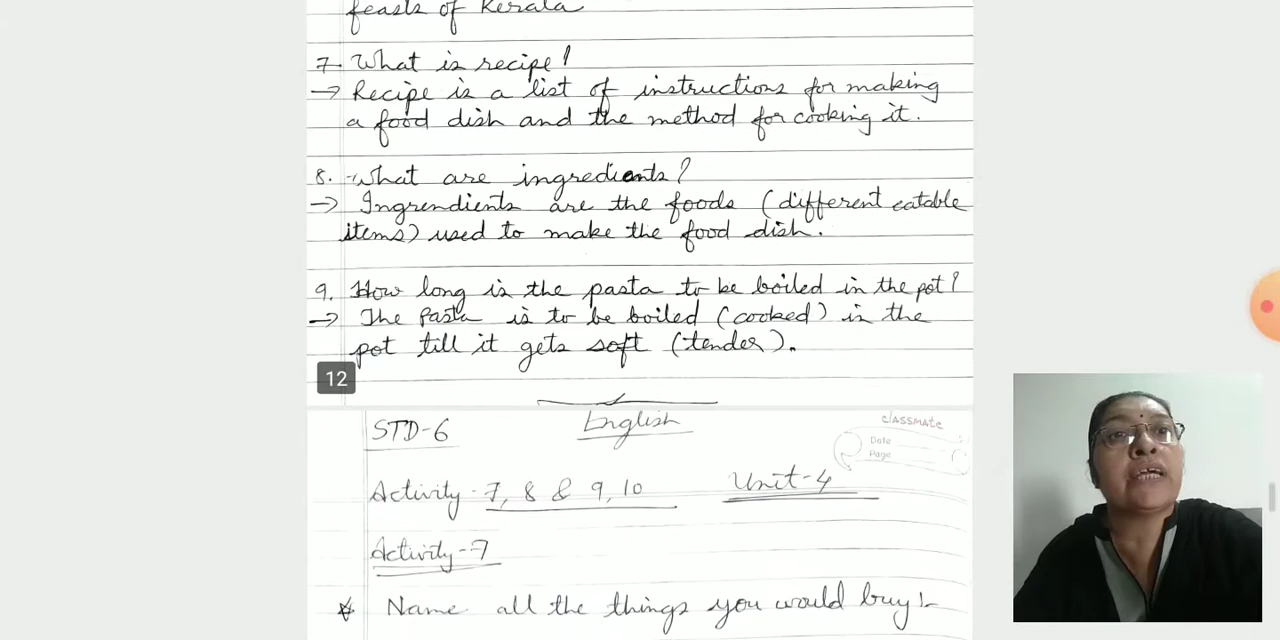 feasts of Kerala
7. What is recipe?
→ Recipe is a list of instructions for making
a food dish and the method for cooking it.
8. What are ingredients?
→ Ingrendients are the foods (different eatable
items) used to make the food dish.
9. How long is the pasta to be boiled in the pot?
→ The Pasta is to be boiled (cooked) in the
pot till it gets soft (tender).
12
STD-6 English
classmate
Date
Page
Activity-7, 8 & 9, 10 Unit-4
Activity-7
* Name all the things you would buy:-